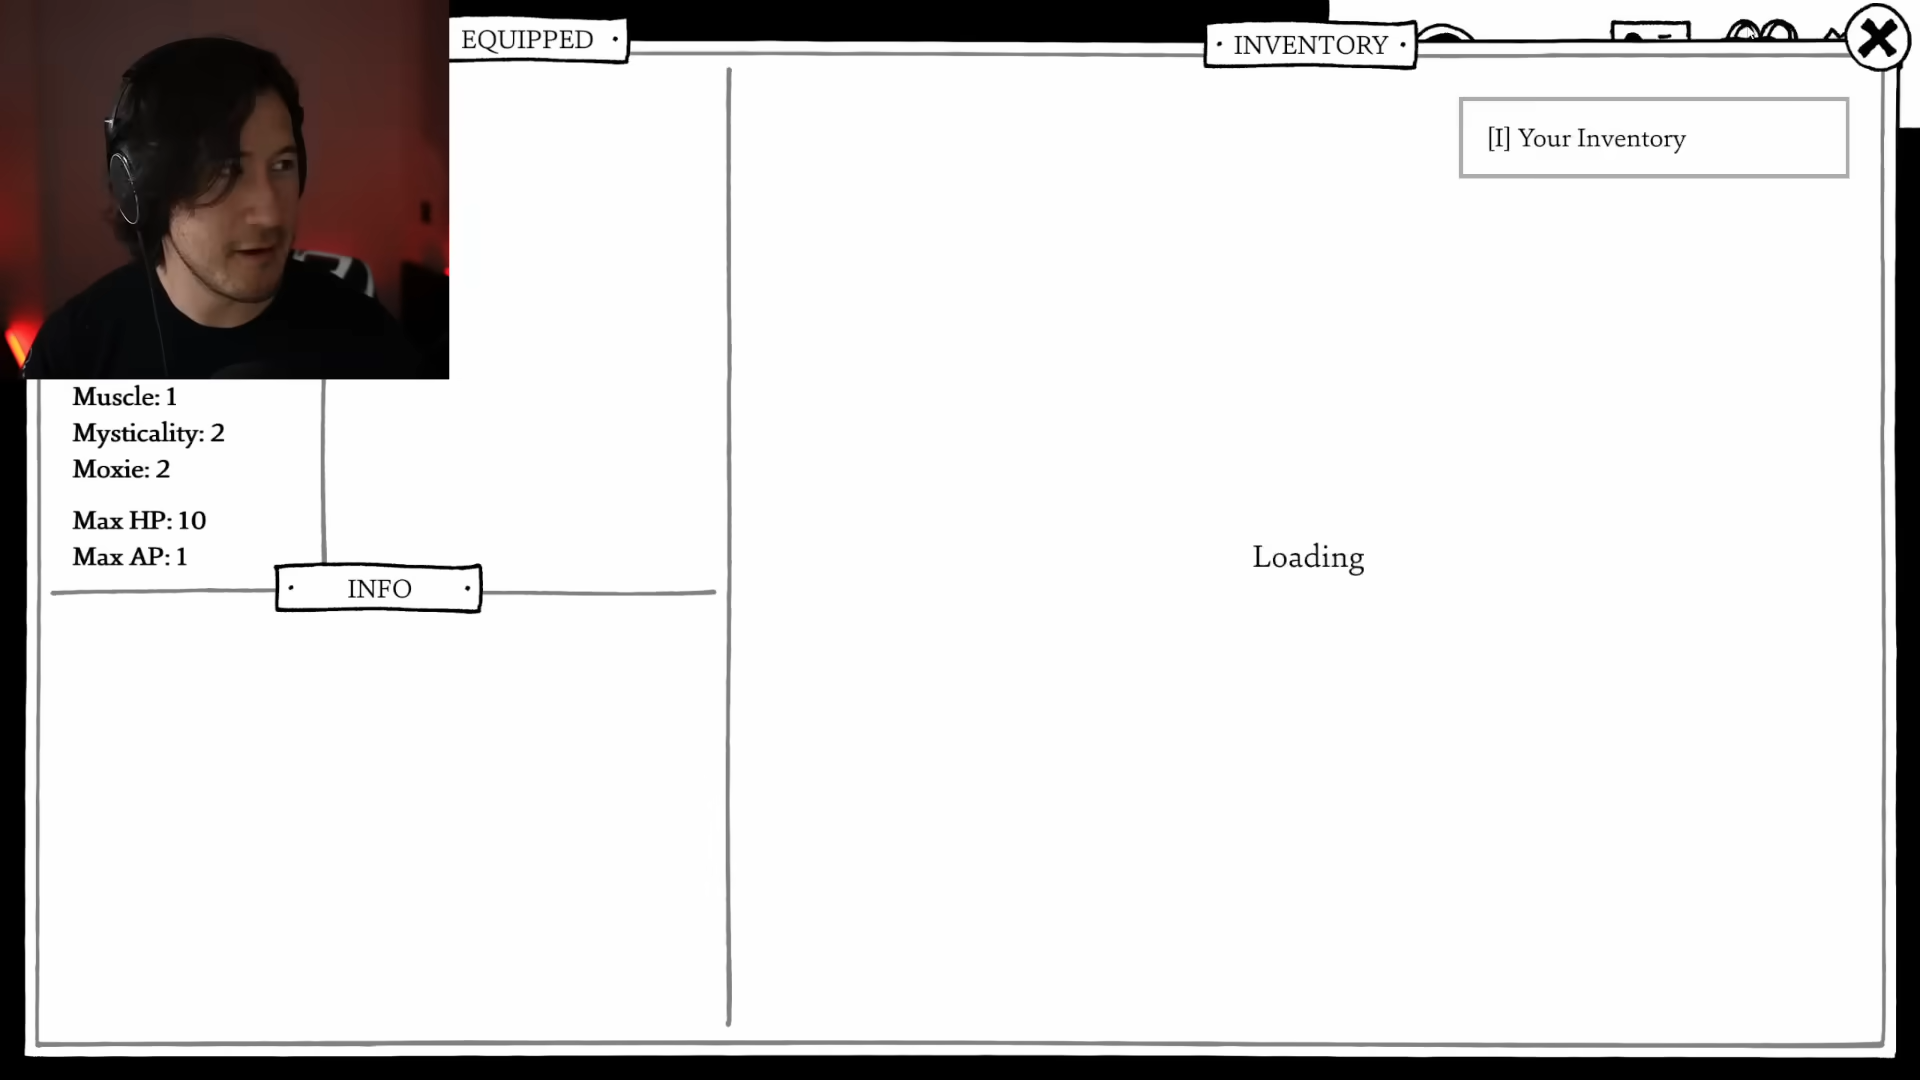 EQUIPPED
INVENTORY
[I] Your Inventory
Muscle: 1
Mysticality: 2
Moxie: 2
Max HP: 10
Max AP: 1
INFO
Loading